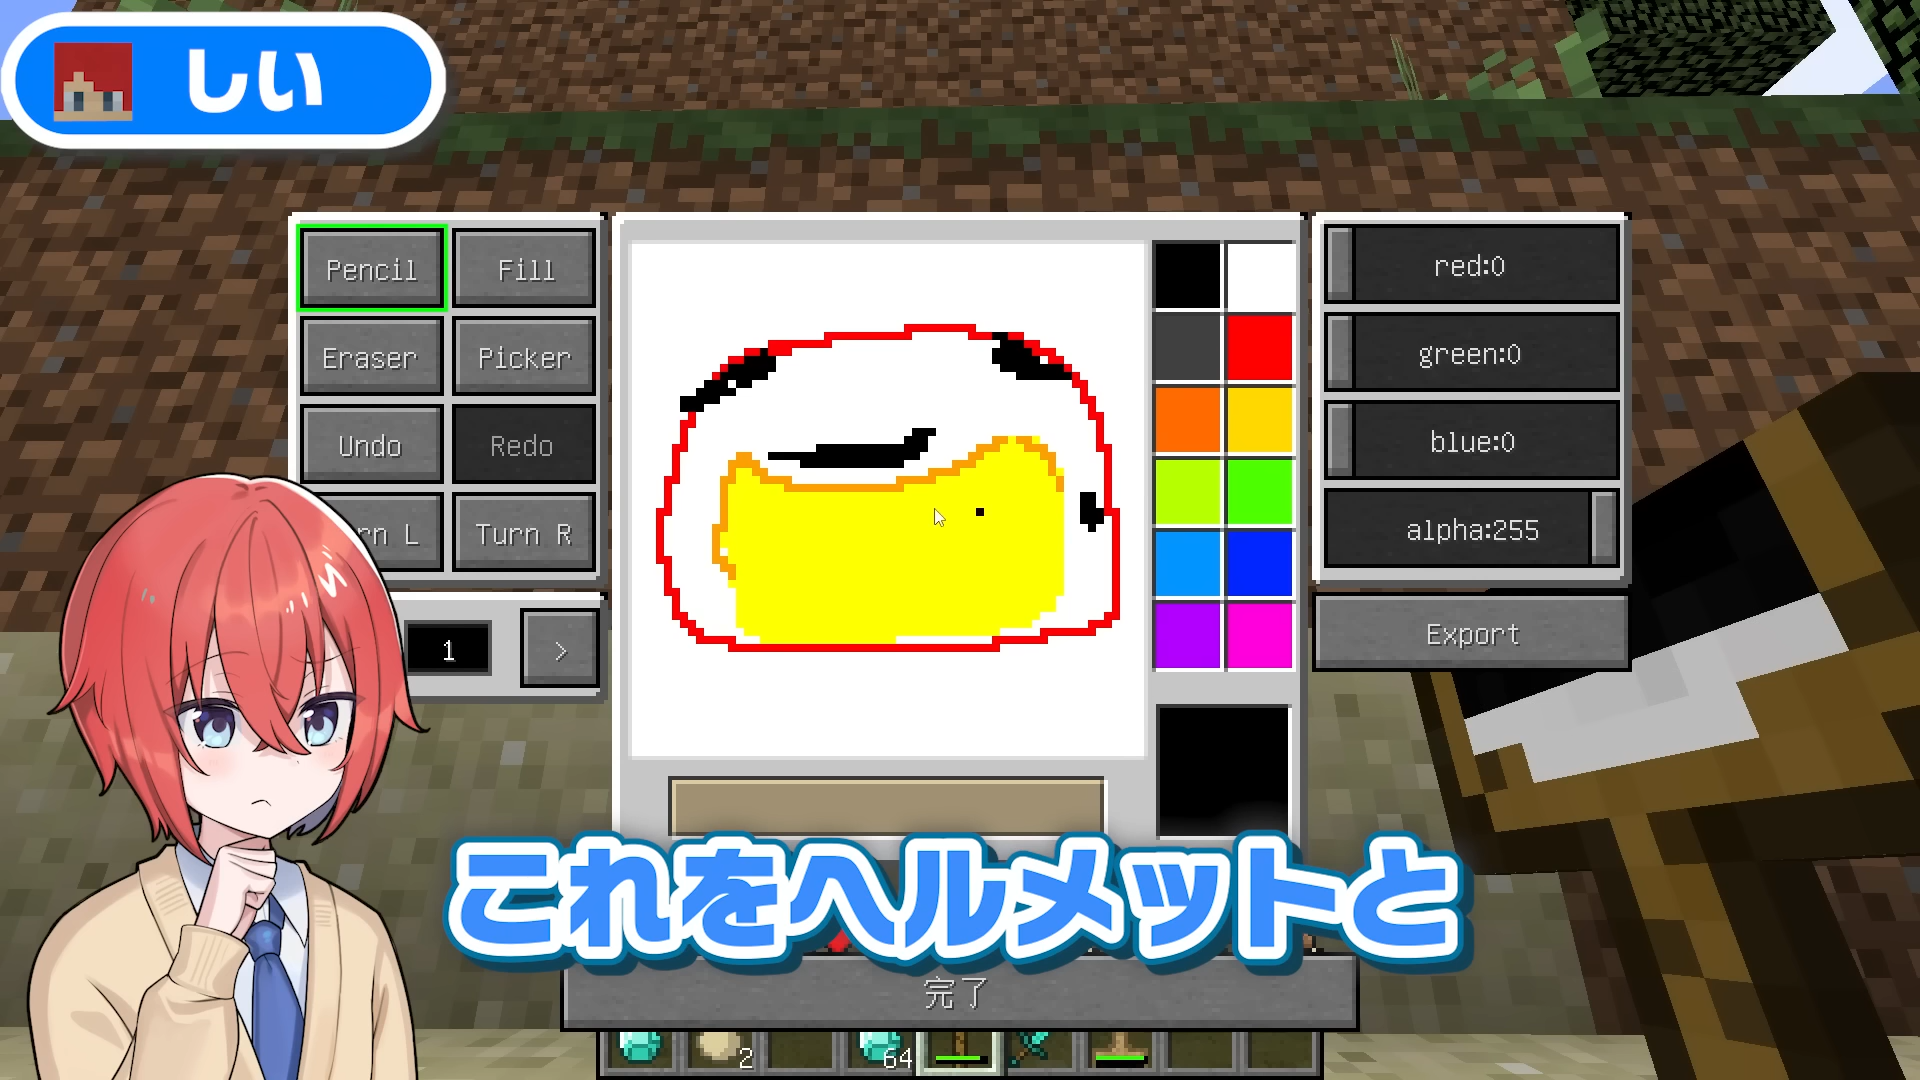 しい
Pencil
Fill
red:0
Eraser
Picker
green:0
Undo
Redo
blue:0
rn L
Turn R
alpha:255
1
>
Export
これをヘルメットと
完了
2
64